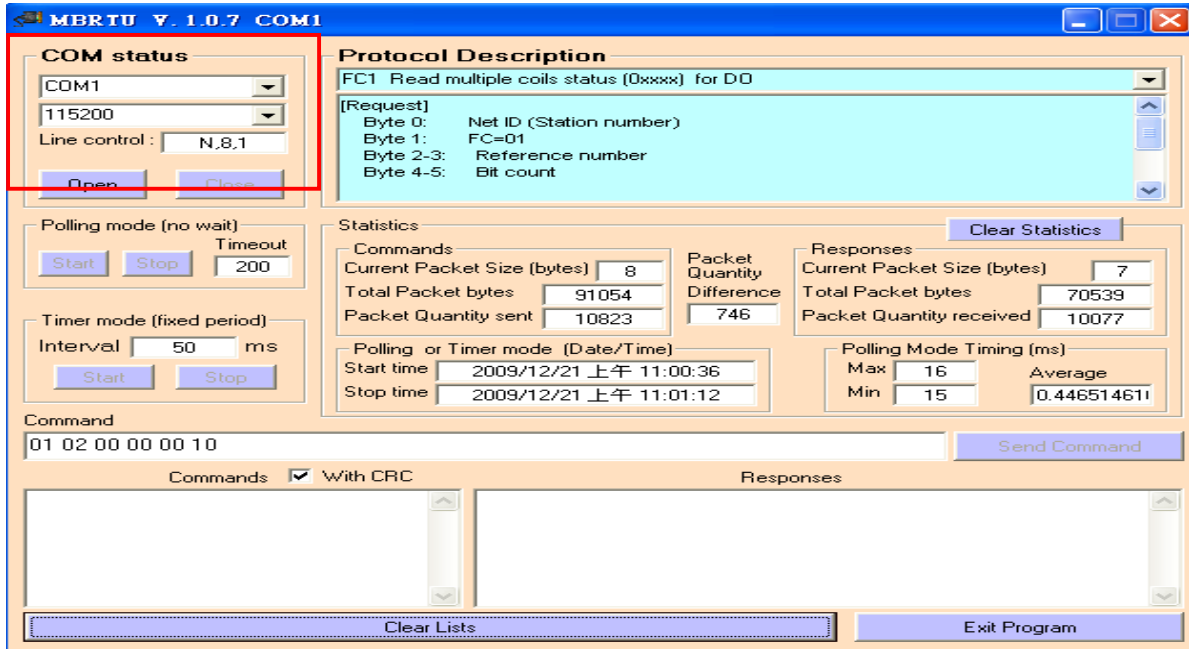 MBRTU V. 1.0.7 COM1
COM status
COM1
115200
Line control : N,8,1
Open Close
Protocol Description
FC1 Read multiple coils status (0xxxx) for DO
[Request]
Byte 0: Net ID (Station number)
Byte 1: FC=01
Byte 2-3: Reference number
Byte 4-5: Bit count
Polling mode (no wait)
Timeout
Start Stop 200
Timer mode (fixed period)
Interval 50 ms
Start Stop
Statistics
Clear Statistics
Commands
Current Packet Size (bytes) 8
Total Packet bytes 91054
Packet Quantity sent 10823
Packet
Quantity
Difference
746
Responses
Current Packet Size (bytes) 7
Total Packet bytes 70539
Packet Quantity received 10077
Polling or Timer mode (Date/Time)
Start time 2009/12/21 上午 11:00:36
Stop time 2009/12/21 上午 11:01:12
Polling Mode Timing (ms)
Max 16 Average
Min 15
Command
01 02 00 00 00 10
Send Command
Commands With CRC
Responses
Clear Lists
Exit Program